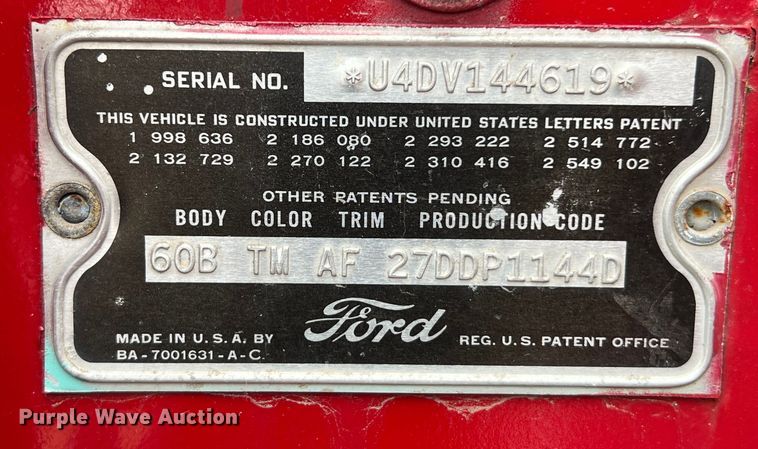 SERIAL NO. *U4DV144619*
THIS VEHICLE IS CONSTRUCTED UNDER UNITED STATES LETTERS PATENT
1 998 636 2 186 080 2 293 222 2 514 772
2 132 729 2 270 122 2 310 416 2 549 102
OTHER PATENTS PENDING
BODY COLOR TRIM PRODUCTION CODE
60B TM AF 27DDP1144D
MADE IN U.S.A. BY
BA-7001631-A-C.
Ford
REG. U.S. PATENT OFFICE
Purple Wave Auction